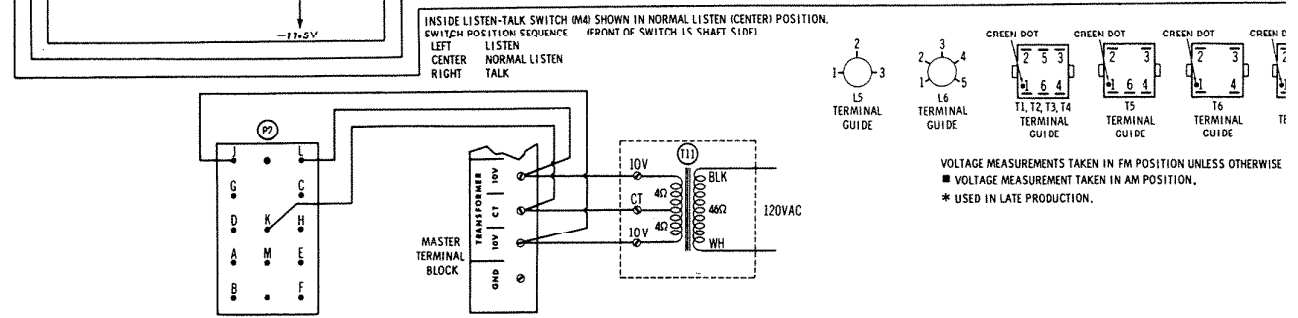 -11.5V
INSIDE LISTEN-TALK SWITCH (M4) SHOWN IN NORMAL LISTEN (CENTER) POSITION.
SWITCH POSITION SEQUENCE (FRONT OF SWITCH IS SHAFT SIDE)
LEFT LISTEN
CENTER NORMAL LISTEN
RIGHT TALK
2
1 3
L5
TERMINAL
GUIDE
3
2 4
1 5
L6
TERMINAL
GUIDE
GREEN DOT
2 5 3
1 6 4
T1, T2, T3, T4
TERMINAL
GUIDE
GREEN DOT
2 3
1 6 4
T5
TERMINAL
GUIDE
GREEN DOT
2 3
1 4
T6
TERMINAL
GUIDE
GREEN
VOLTAGE MEASUREMENTS TAKEN IN FM POSITION UNLESS OTHERWISE
■ VOLTAGE MEASUREMENT TAKEN IN AM POSITION.
* USED IN LATE PRODUCTION.
J L
G C
D K H
A M E
B F
MASTER
TERMINAL
BLOCK
TRANSFORMER
10V
CT
10V
GND
T11
10V
CT
10V
4Ω
4Ω
46Ω
BLK
WH
120VAC